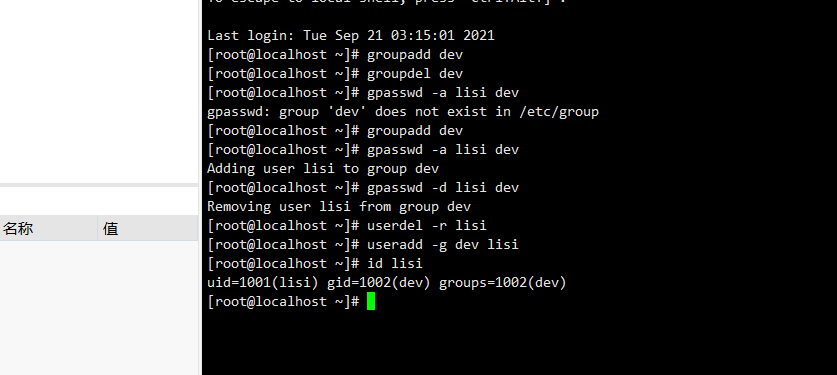 Last login: Tue Sep 21 03:15:01 2021
[root@localhost ~]# groupadd dev
[root@localhost ~]# groupdel dev
[root@localhost ~]# gpasswd -a lisi dev
gpasswd: group 'dev' does not exist in /etc/group
[root@localhost ~]# groupadd dev
[root@localhost ~]# gpasswd -a lisi dev
Adding user lisi to group dev
[root@localhost ~]# gpasswd -d lisi dev
Removing user lisi from group dev
[root@localhost ~]# userdel -r lisi
[root@localhost ~]# useradd -g dev lisi
[root@localhost ~]# id lisi
uid=1001(lisi) gid=1002(dev) groups=1002(dev)
[root@localhost ~]#
名称 值